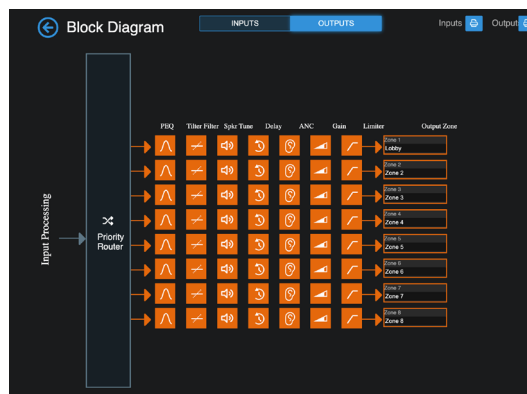 Block Diagram
INPUTS
OUTPUTS
Inputs
Output
PEQ
Tilter Filter
Spkr Tune
Delay
ANC
Gain
Limiter
Output Zone
Input Processing
Priority
Router
Zone 1
Lobby
Zone 2
Zone 2
Zone 3
Zone 3
Zone 4
Zone 4
Zone 5
Zone 5
Zone 6
Zone 6
Zone 7
Zone 7
Zone 8
Zone 8